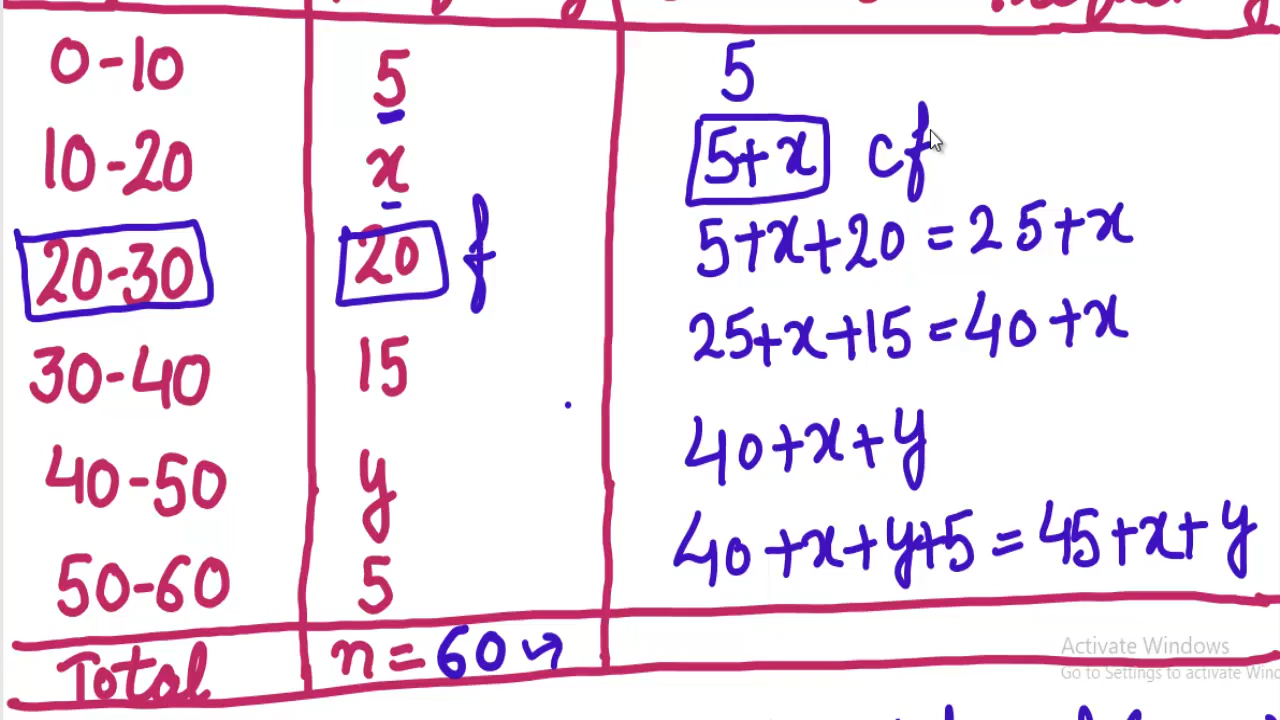 0-10 5 5
10-20 x 5+x cf
20-30 20 f 5+x+20 = 25+x
30-40 15 25+x+15 = 40+x
40-50 y 40+x+y
50-60 5 40+x+y+5 = 45+x+y
Total n = 60
Activate Windows
Go to Settings to activate Wind